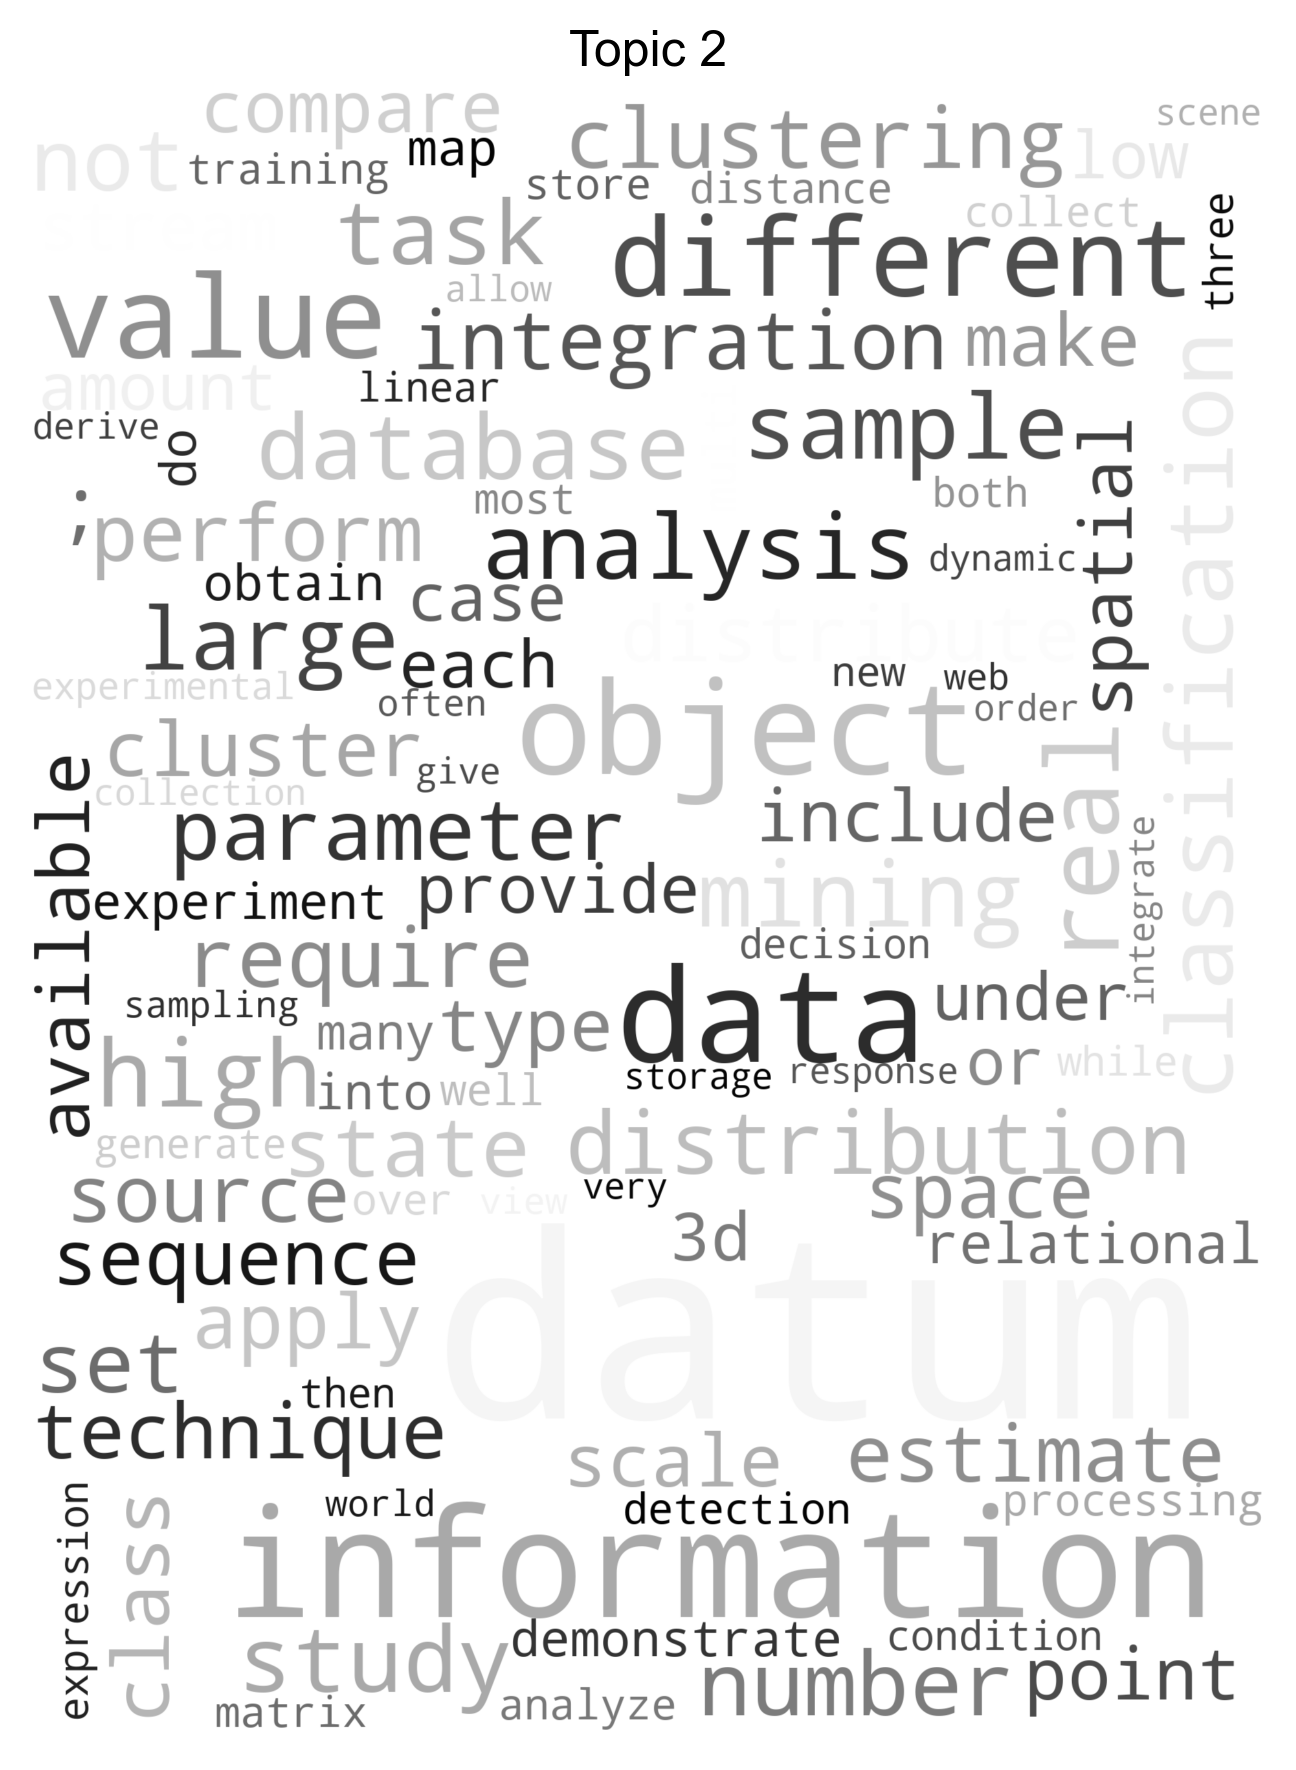 Topic 2
compare
clustering
scene
not
training
map
low
store
distance
collect
stream
task
different
three
value
allow
integration
make
amount
linear
derive
do
database
sample
spatial
classification
most
both
;
perform
analysis
dynamic
obtain
case
large
each
distribute
new
web
experimental
often
object
order
real
cluster
give
collection
available
parameter
include
integrate
experiment
provide
mining
require
decision
sampling
many
type
data
under
high
into
well
storage
response
or
while
generate
state
distribution
source
over
view
very
space
sequence
3d
relational
datum
apply
set
then
technique
scale
estimate
expression
class
world
information
detection
processing
study
demonstrate
condition
matrix
analyze
number
point